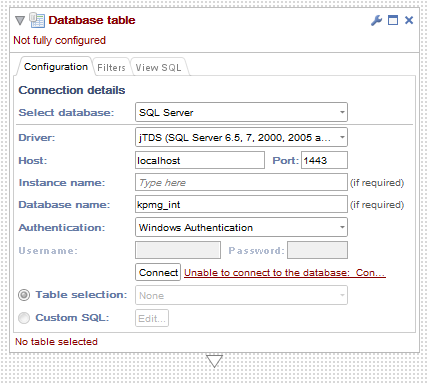 Database table
Not fully configured
Configuration Filters View SQL
Connection details
Select database: SQL Server
Driver: jTDS (SQL Server 6.5, 7, 2000, 2005 a...
Host: localhost Port: 1443
Instance name: Type here (if required)
Database name: kpmg_int (if required)
Authentication: Windows Authentication
Username: Password:
Connect Unable to connect to the database: Con...
Table selection: None
Custom SQL: Edit...
No table selected